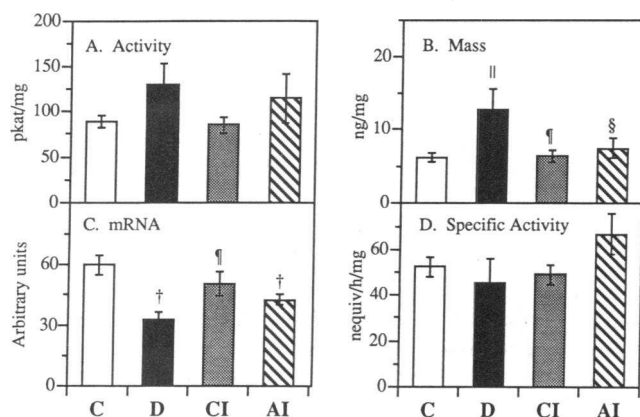 200
150
100
50
0
pkat/mg
A. Activity
20
10
0
ng/mg
B. Mass
||
¶
§
60
30
0
Arbitrary units
C. mRNA
†
¶
†
C D CI AI
60
40
20
0
nequiv/h/mg
D. Specific Activity
C D CI AI